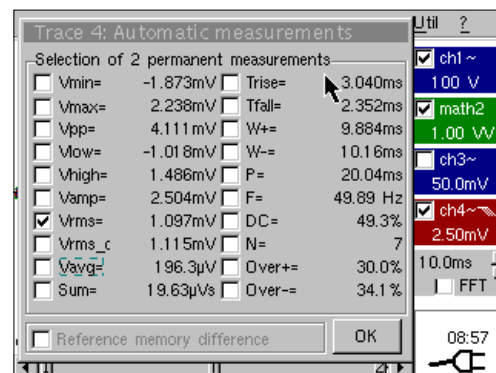 Trace 4: Automatic measurements
Selection of 2 permanent measurements
Vmin= -1.873mV Trise= 3.040ms
Vmax= 2.238mV Tfall= 2.352ms
Vpp= 4.111mV W+= 9.884ms
Vlow= -1.018mV W-= 10.16ms
Vhigh= 1.486mV P= 20.04ms
Vamp= 2.504mV F= 49.89 Hz
Vrms= 1.097mV DC= 49.3%
Vrms_c 1.115mV N= 7
Vavg= 196.3µV Over+= 30.0%
Sum= 19.63µVs Over-= 34.1%
Reference memory difference
OK
Util ?
ch1~
100 V
math2
1.00 VV
ch3~
50.0mV
ch4~
2.50mV
10.0ms
FFT
08:57